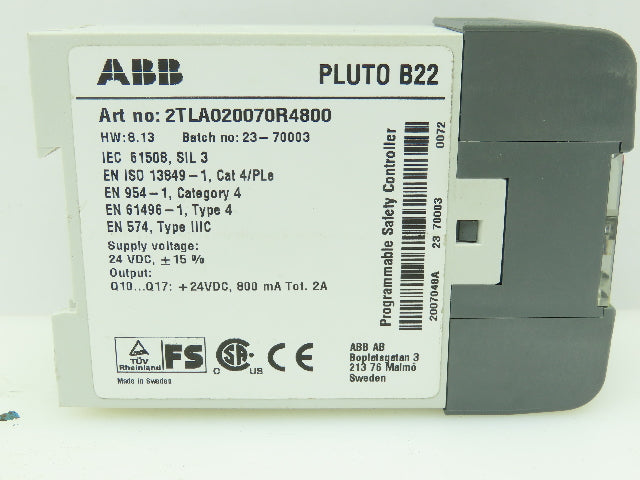 ABB
PLUTO B22
Art no: 2TLA020070R4800
HW:8.13 Batch no: 23-70003
IEC 61508, SIL 3
EN ISO 13849-1, Cat 4/PLe
EN 954-1, Category 4
EN 61496-1, Type 4
EN 574, Type IIIC
Supply voltage:
24 VDC, ±15 %
Output:
Q10...Q17: +24VDC, 800 mA Tot. 2A
Programmable Safety Controller
2007048A 23 70003 0072
TÜV
Rheinland
FS
C SA US
CE
Made in Sweden
ABB AB
Bopletsgatan 3
213 76 Malmö
Sweden